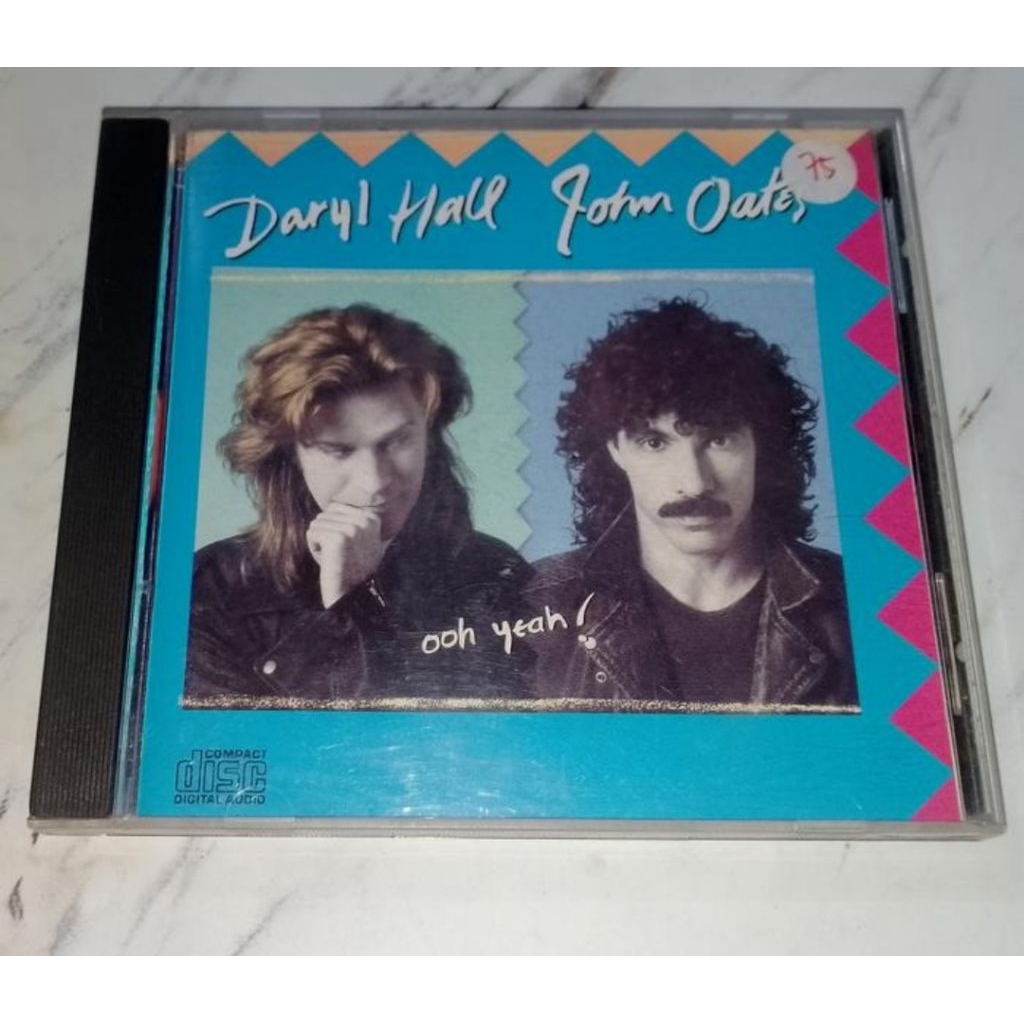 Daryl Hall John Oates
75
ooh yeah!
COMPACT
disc
DIGITAL AUDIO